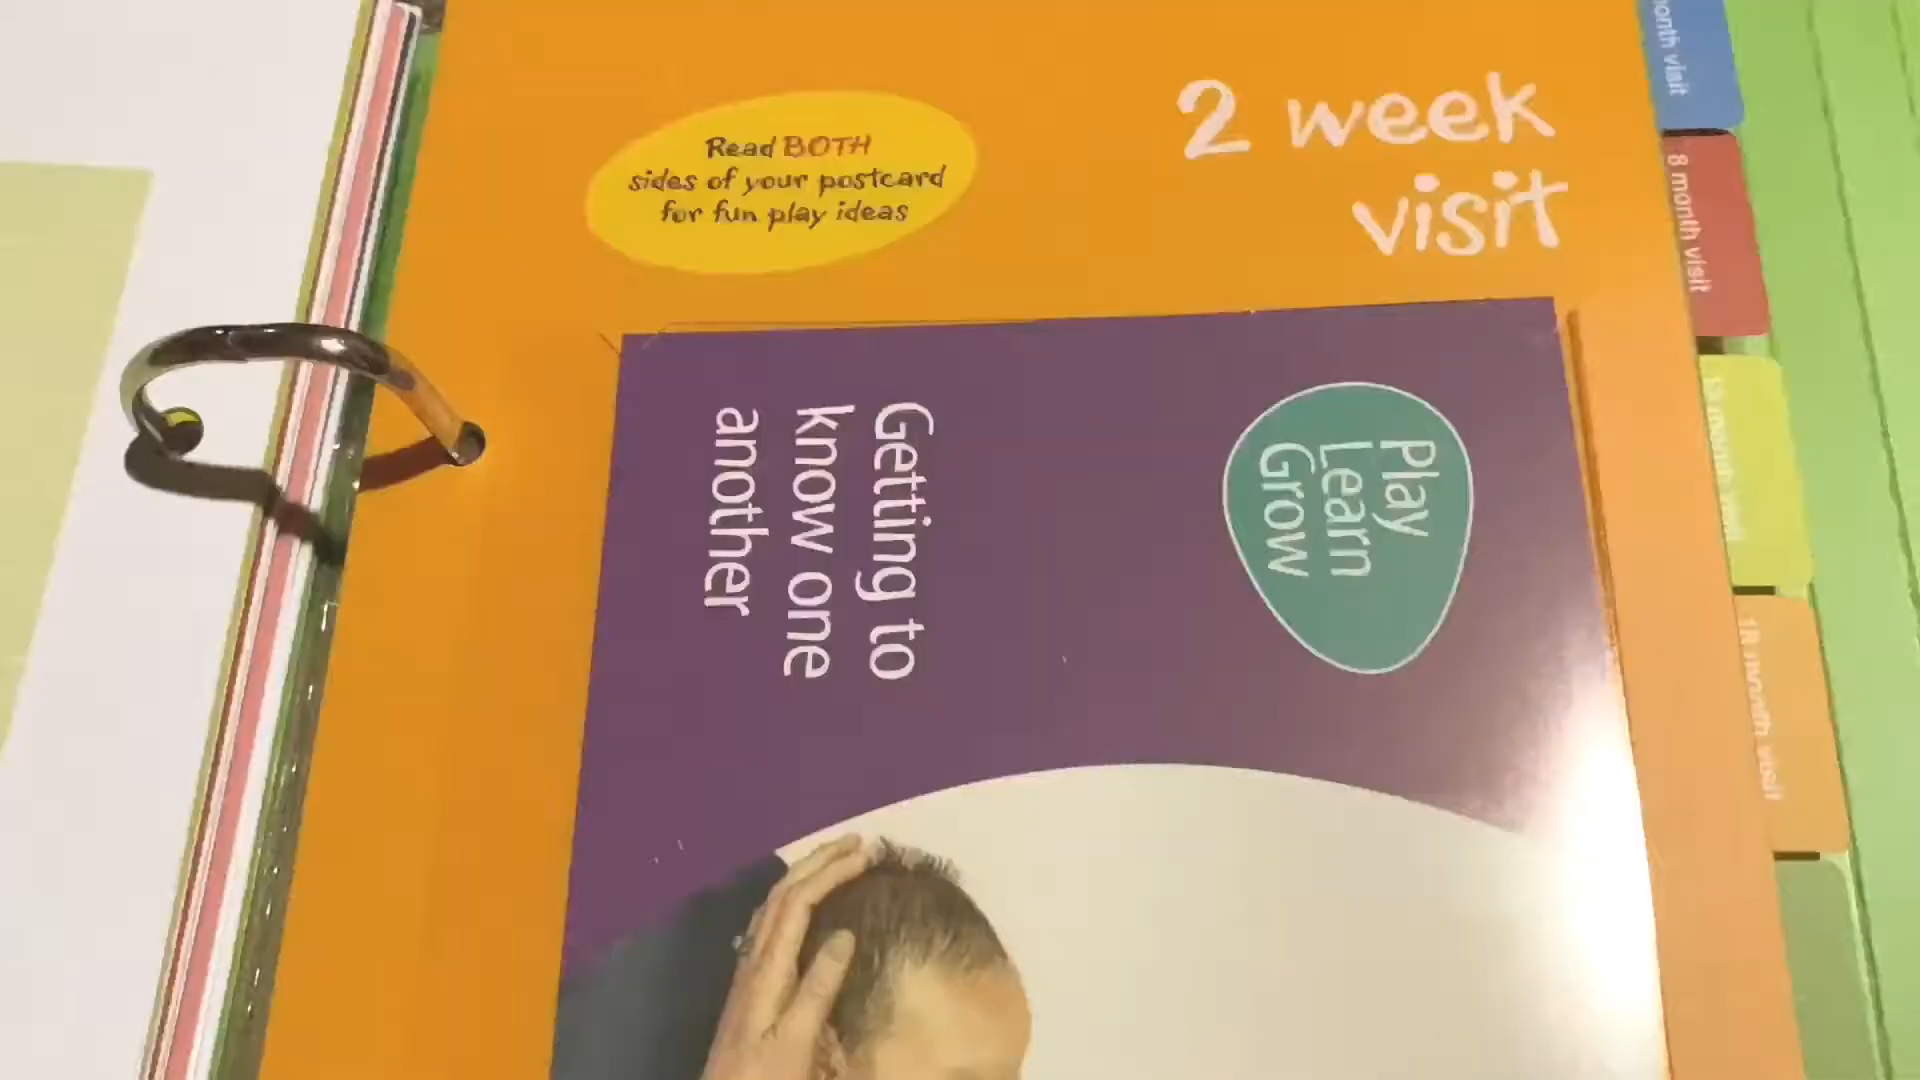 Read BOTH
sides of your postcard
for fun play ideas
2 week
visit
Getting to
know one
another
Play
Learn
Grow
month visit
8 month visit
18 month visit